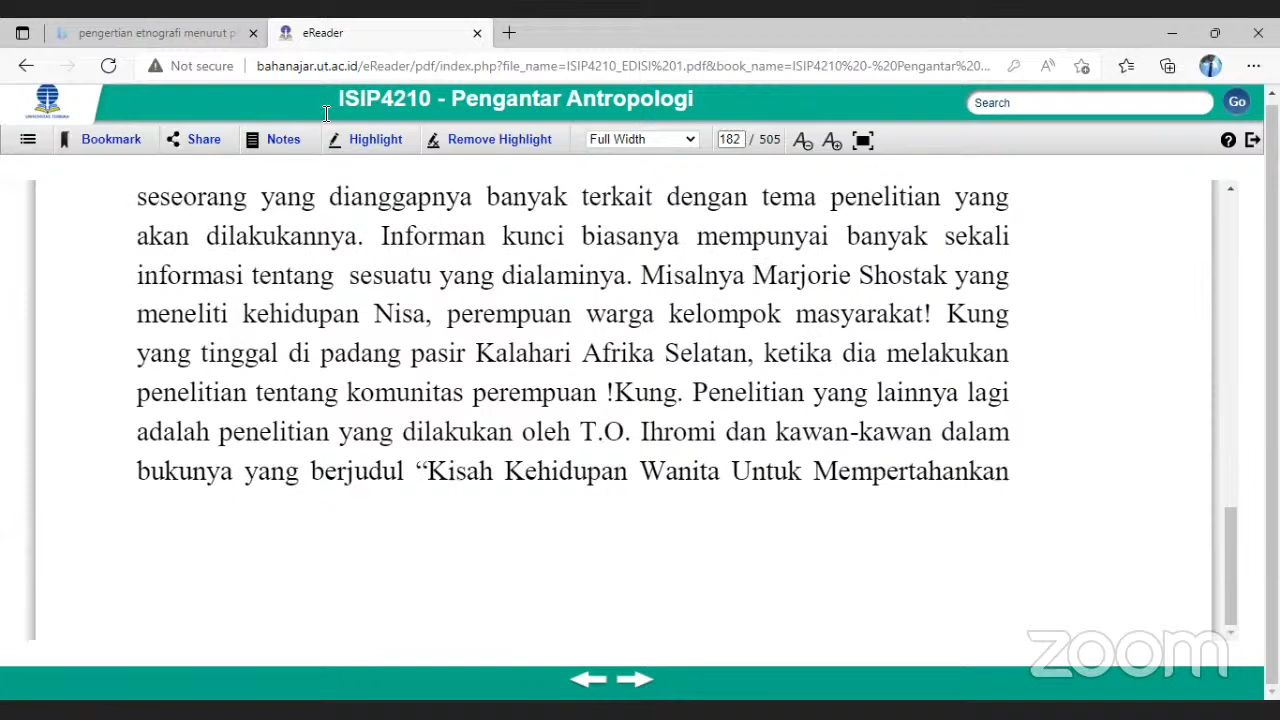 pengertian etnografi menurut p
eReader
Not secure
bahanajar.ut.ac.id/eReader/pdf/index.php?file_name=ISIP4210_EDISI%201.pdf&book_name=ISIP4210%20-%20Pengantar%20...
ISIP4210 - Pengantar Antropologi
Search
Go
Bookmark
Share
Notes
Highlight
Remove Highlight
Full Width
182 / 505
seseorang yang dianggapnya banyak terkait dengan tema penelitian yang
akan dilakukannya. Informan kunci biasanya mempunyai banyak sekali
informasi tentang sesuatu yang dialaminya. Misalnya Marjorie Shostak yang
meneliti kehidupan Nisa, perempuan warga kelompok masyarakat! Kung
yang tinggal di padang pasir Kalahari Afrika Selatan, ketika dia melakukan
penelitian tentang komunitas perempuan !Kung. Penelitian yang lainnya lagi
adalah penelitian yang dilakukan oleh T.O. Ihromi dan kawan-kawan dalam
bukunya yang berjudul “Kisah Kehidupan Wanita Untuk Mempertahankan
zoom